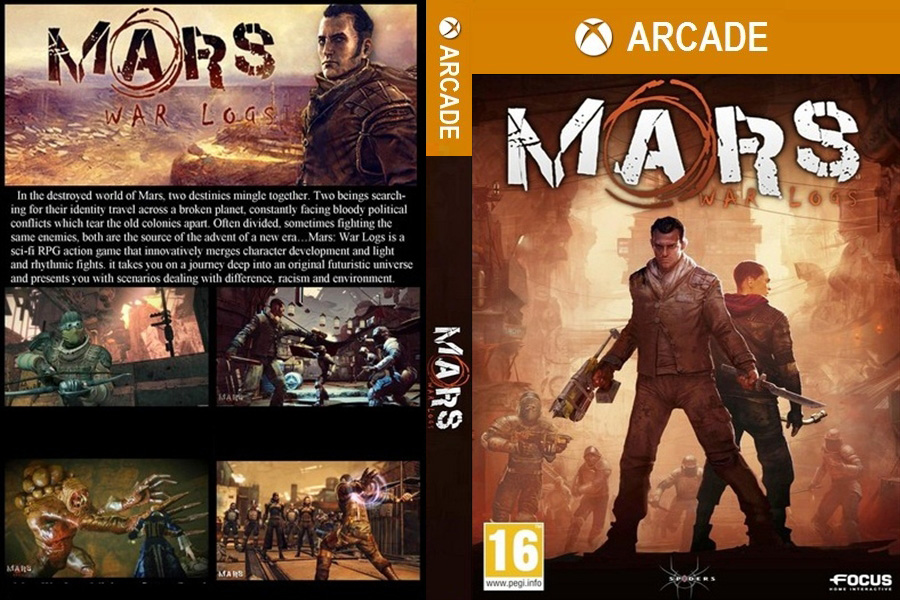 MARS
WAR LOGS
In the destroyed world of Mars, two destinies mingle together. Two beings search-
ing for their identity travel across a broken planet, constantly facing bloody political
conflicts which tear the old colonies apart. Often divided, sometimes fighting the
same enemies, both are the source of the advent of a new era…Mars: War Logs is a
sci-fi RPG action game that innovatively merges character development and light
and rhythmic fights. it takes you on a journey deep into an original futuristic universe
and presents you with scenarios dealing with difference, racism and environment.
MARS
MARS
MARS
ARCADE
MARS
WAR LOGS
ARCADE
MARS
WAR LOGS
16
www.pegi.info
SPIDERS
FOCUS
HOME INTERACTIVE